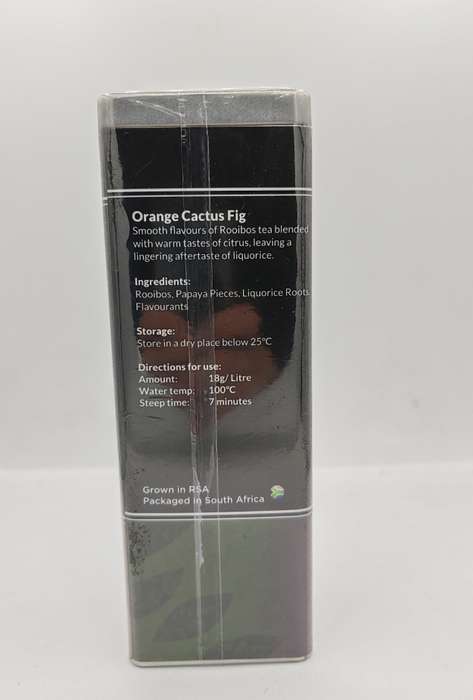 Orange Cactus Fig
Smooth flavours of Rooibos tea blended
with warm tastes of citrus, leaving a
lingering aftertaste of liquorice.
Ingredients:
Rooibos, Papaya Pieces, Liquorice Roots
Flavourants
Storage:
Store in a dry place below 25°C
Directions for use:
Amount: 18g/ Litre
Water temp: 100°C
Steep time: 7 minutes
Grown in RSA
Packaged in South Africa